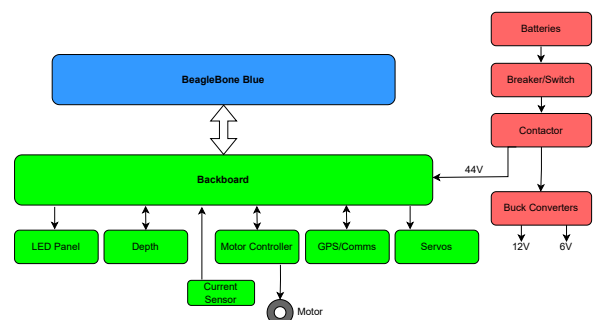 Batteries
BeagleBone Blue
Breaker/Switch
Contactor
44V
Backboard
Buck Converters
12V
6V
LED Panel
Depth
Motor Controller
GPS/Comms
Servos
Current
Sensor
Motor